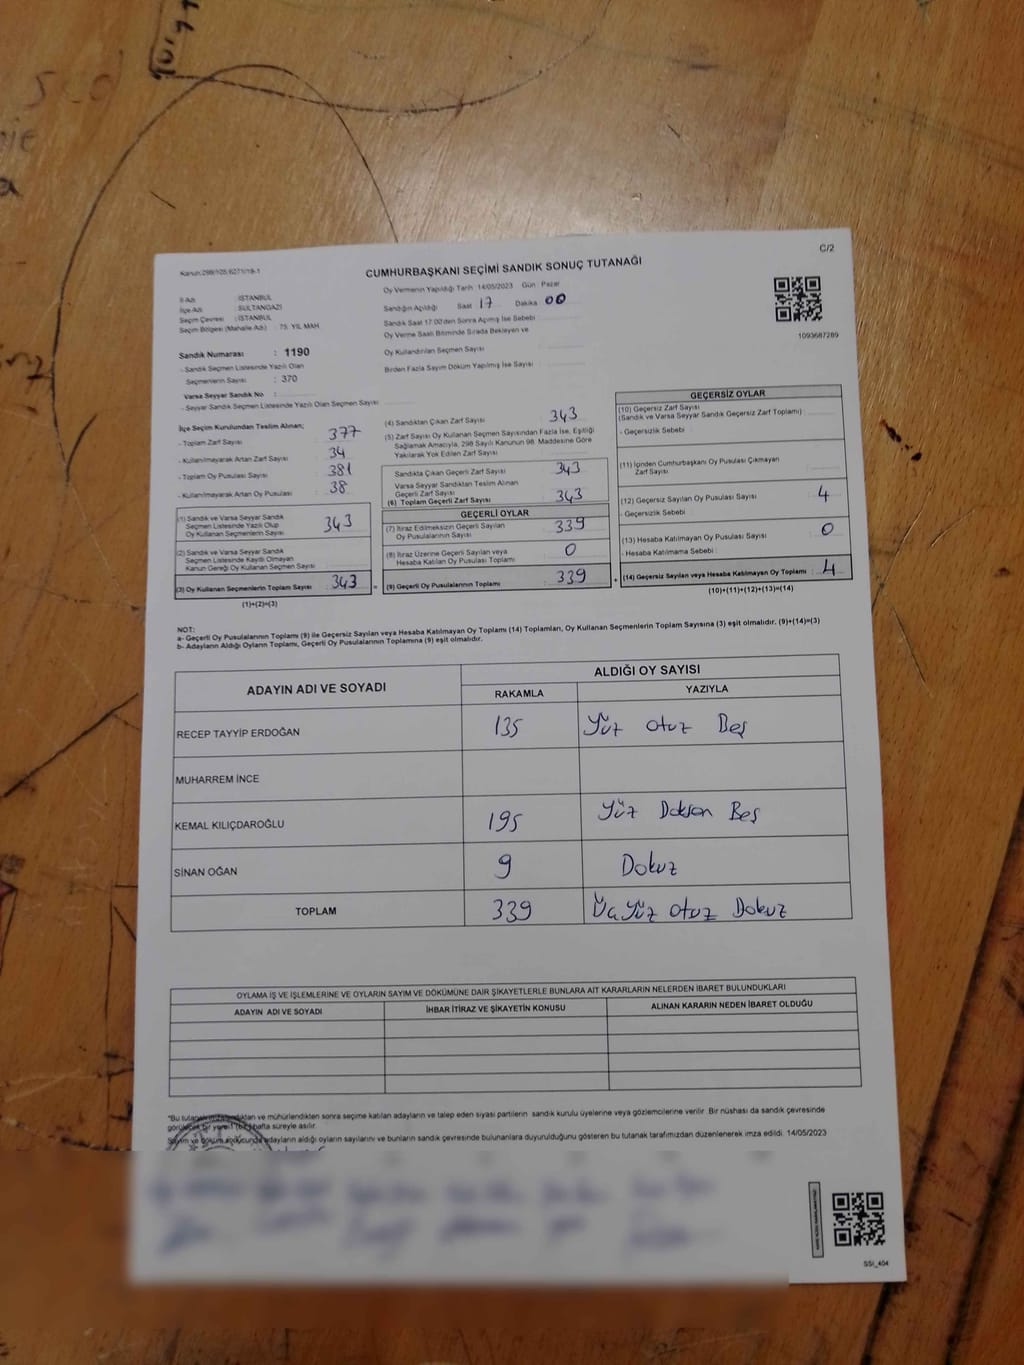 C/2
Kanun:298/105,6271/19-1
CUMHURBAŞKANI SEÇİMİ SANDIK SONUÇ TUTANAĞI
İl Adı : İSTANBUL
İlçe Adı : SULTANGAZİ
Seçim Çevresi : İSTANBUL
Seçim Bölgesi (Mahalle Adı) : 75. YIL MAH.
Oy Vermenin Yapıldığı Tarih 14/05/2023 Gün Pazar
Sandığın Açıldığı Saat 17 Dakika 00
Sandık Saat 17:00'den Sonra Açılmış İse Sebebi
Oy Verme Saati Bitiminde Sırada Bekleyen ve
Oy Kullandırılan Seçmen Sayısı
Birden Fazla Sayım Döküm Yapılmış İse Sayısı
1093687289
Sandık Numarası : 1190
- Sandık Seçmen Listesinde Yazılı Olan
Seçmenlerin Sayısı : 370
Varsa Seyyar Sandık No :
- Seyyar Sandık Seçmen Listesinde Yazılı Olan Seçmen Sayısı
İlçe Seçim Kurulundan Teslim Alınan;
- Toplam Zarf Sayısı 377
- Kullanılmayarak Artan Zarf Sayısı 34
- Toplam Oy Pusulası Sayısı 381
- Kullanılmayarak Artan Oy Pusulası 38
(1) Sandık ve Varsa Seyyar Sandık
Seçmen Listesinde Yazılı Olup
Oy Kullanan Seçmenlerin Sayısı 343
(2) Sandık ve Varsa Seyyar Sandık
Seçmen Listesinde Kayıtlı Olmayan
Kanun Gereği Oy Kullanan Seçmen Sayısı
(3) Oy Kullanan Seçmenlerin Toplam Sayısı 343 =
(1)+(2)=(3)
(4) Sandıktan Çıkan Zarf Sayısı 343
(5) Zarf Sayısı Oy Kullanan Seçmen Sayısından Fazla İse, Eşitliği
Sağlamak Amacıyla, 298 Sayılı Kanunun 98. Maddesine Göre
Yakılarak Yok Edilen Zarf Sayısı
Sandıkta Çıkan Geçerli Zarf Sayısı 343
Varsa Seyyar Sandıktan Teslim Alınan
Geçerli Zarf Sayısı
(6) Toplam Geçerli Zarf Sayısı 343
GEÇERLİ OYLAR
(7) İtiraz Edilmeksizin Geçerli Sayılan
Oy Pusulalarının Sayısı 339
(8) İtiraz Üzerine Geçerli Sayılan veya
Hesaba Katılan Oy Pusulası Toplamı 0
(9) Geçerli Oy Pusulalarının Toplamı 339 +
GEÇERSİZ OYLAR
(10) Geçersiz Zarf Sayısı
(Sandık ve Varsa Seyyar Sandık Geçersiz Zarf Toplamı)
- Geçersizlik Sebebi :
(11) İçinden Cumhurbaşkanı Oy Pusulası Çıkmayan
Zarf Sayısı
(12) Geçersiz Sayılan Oy Pusulası Sayısı 4
- Geçersizlik Sebebi :
(13) Hesaba Katılmayan Oy Pusulası Sayısı 0
- Hesaba Katılmama Sebebi :
(14) Geçersiz Sayılan veya Hesaba Katılmayan Oy Toplamı 4
(10)+(11)+(12)+(13)=(14)
NOT:
a- Geçerli Oy Pusulalarının Toplamı (9) ile Geçersiz Sayılan veya Hesaba Katılmayan Oy Toplamı (14) Toplamları, Oy Kullanan Seçmenlerin Toplam Sayısına (3) eşit olmalıdır. (9)+(14)=(3)
b- Adayların Aldığı Oyların Toplamı, Geçerli Oy Pusulalarının Toplamına (9) eşit olmalıdır.
ADAYIN ADI VE SOYADI ALDIĞI OY SAYISI
RAKAMLA YAZIYLA
RECEP TAYYİP ERDOĞAN 135 Yüz otuz Beş
MUHARREM İNCE
KEMAL KILIÇDAROĞLU 195 Yüz Doksan Beş
SİNAN OĞAN 9 Dokuz
TOPLAM 339 Üç Yüz otuz Dokuz
OYLAMA İŞ VE İŞLEMLERİNE VE OYLARIN SAYIM VE DÖKÜMÜNE DAİR ŞİKAYETLERLE BUNLARA AİT KARARLARIN NELERDEN İBARET BULUNDUKLARI
ADAYIN ADI VE SOYADI İHBAR İTİRAZ VE ŞİKAYETİN KONUSU ALINAN KARARIN NEDEN İBARET OLDUĞU
*Bu tutanak imzalandıktan ve mühürlendikten sonra seçime katılan adayların ve talep eden siyasi partilerin sandık kurulu üyelerine veya gözlemcilerine verilir. Bir nüshası da sandık çevresinde
görülecek bir yere (bir) hafta süreyle asılır.
Sayım ve döküm sonucunda adayların aldığı oyların sayılarını ve bunların sandık çevresinde bulunanlara duyurulduğunu gösteren bu tutanak tarafımızdan düzenlenerek imza edildi. 14/05/2023
SSI_404